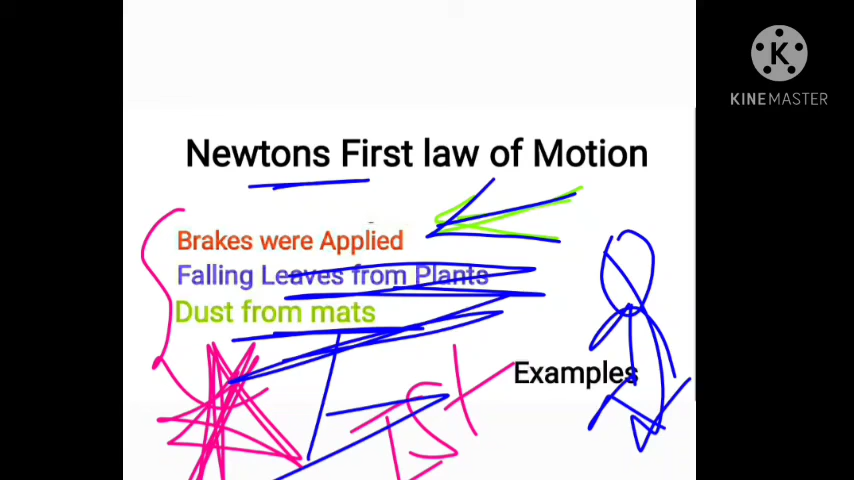 KINEMASTER
Newtons First law of Motion
Brakes were Applied
Falling Leaves from Plants
Dust from mats
Examples